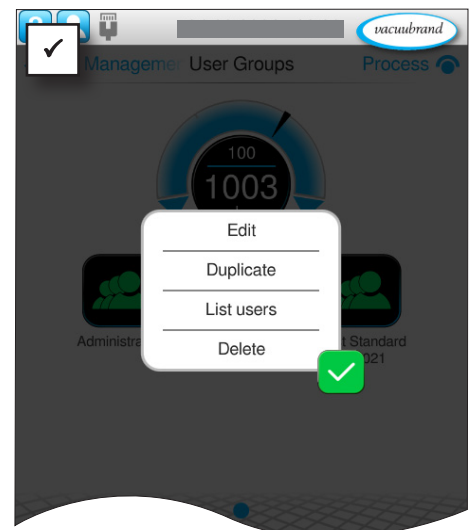 vacuubrand
Manageme User Groups Process
100
1003
Edit
Duplicate
List users
Delete
Administra
t Standard
021